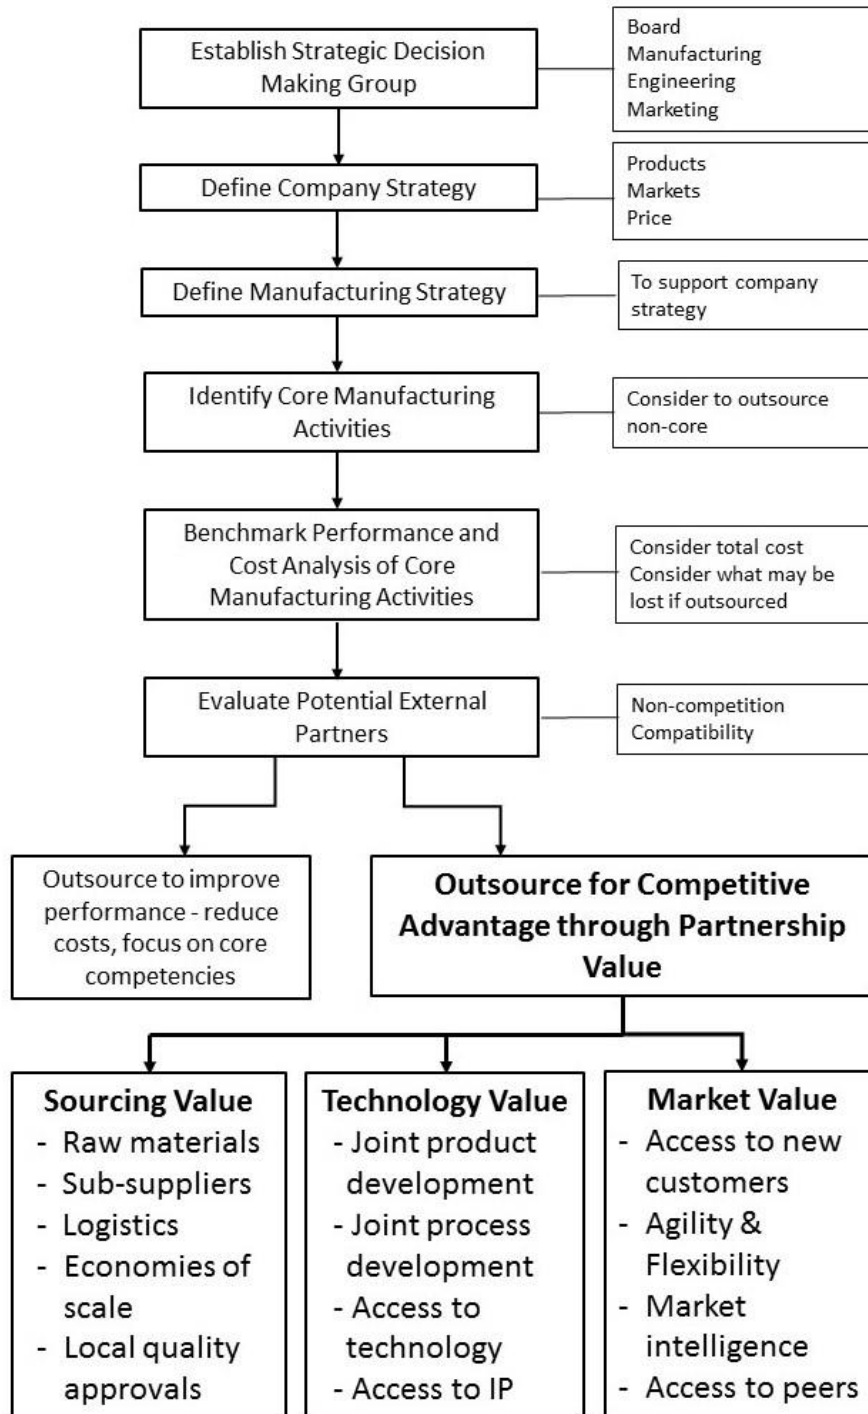 Establish Strategic Decision
Making Group
Board
Manufacturing
Engineering
Marketing
Define Company Strategy
Products
Markets
Price
Define Manufacturing Strategy
To support company
strategy
Identify Core Manufacturing
Activities
Consider to outsource
non-core
Benchmark Performance and
Cost Analysis of Core
Manufacturing Activities
Consider total cost
Consider what may be
lost if outsourced
Evaluate Potential External
Partners
Non-competition
Compatibility
Outsource to improve
performance - reduce
costs, focus on core
competencies
Outsource for Competitive
Advantage through Partnership
Value
Sourcing Value
- Raw materials
- Sub-suppliers
- Logistics
- Economies of
scale
- Local quality
approvals
Technology Value
- Joint product
development
- Joint process
development
- Access to
technology
- Access to IP
Market Value
- Access to new
customers
- Agility &
Flexibility
- Market
intelligence
- Access to peers